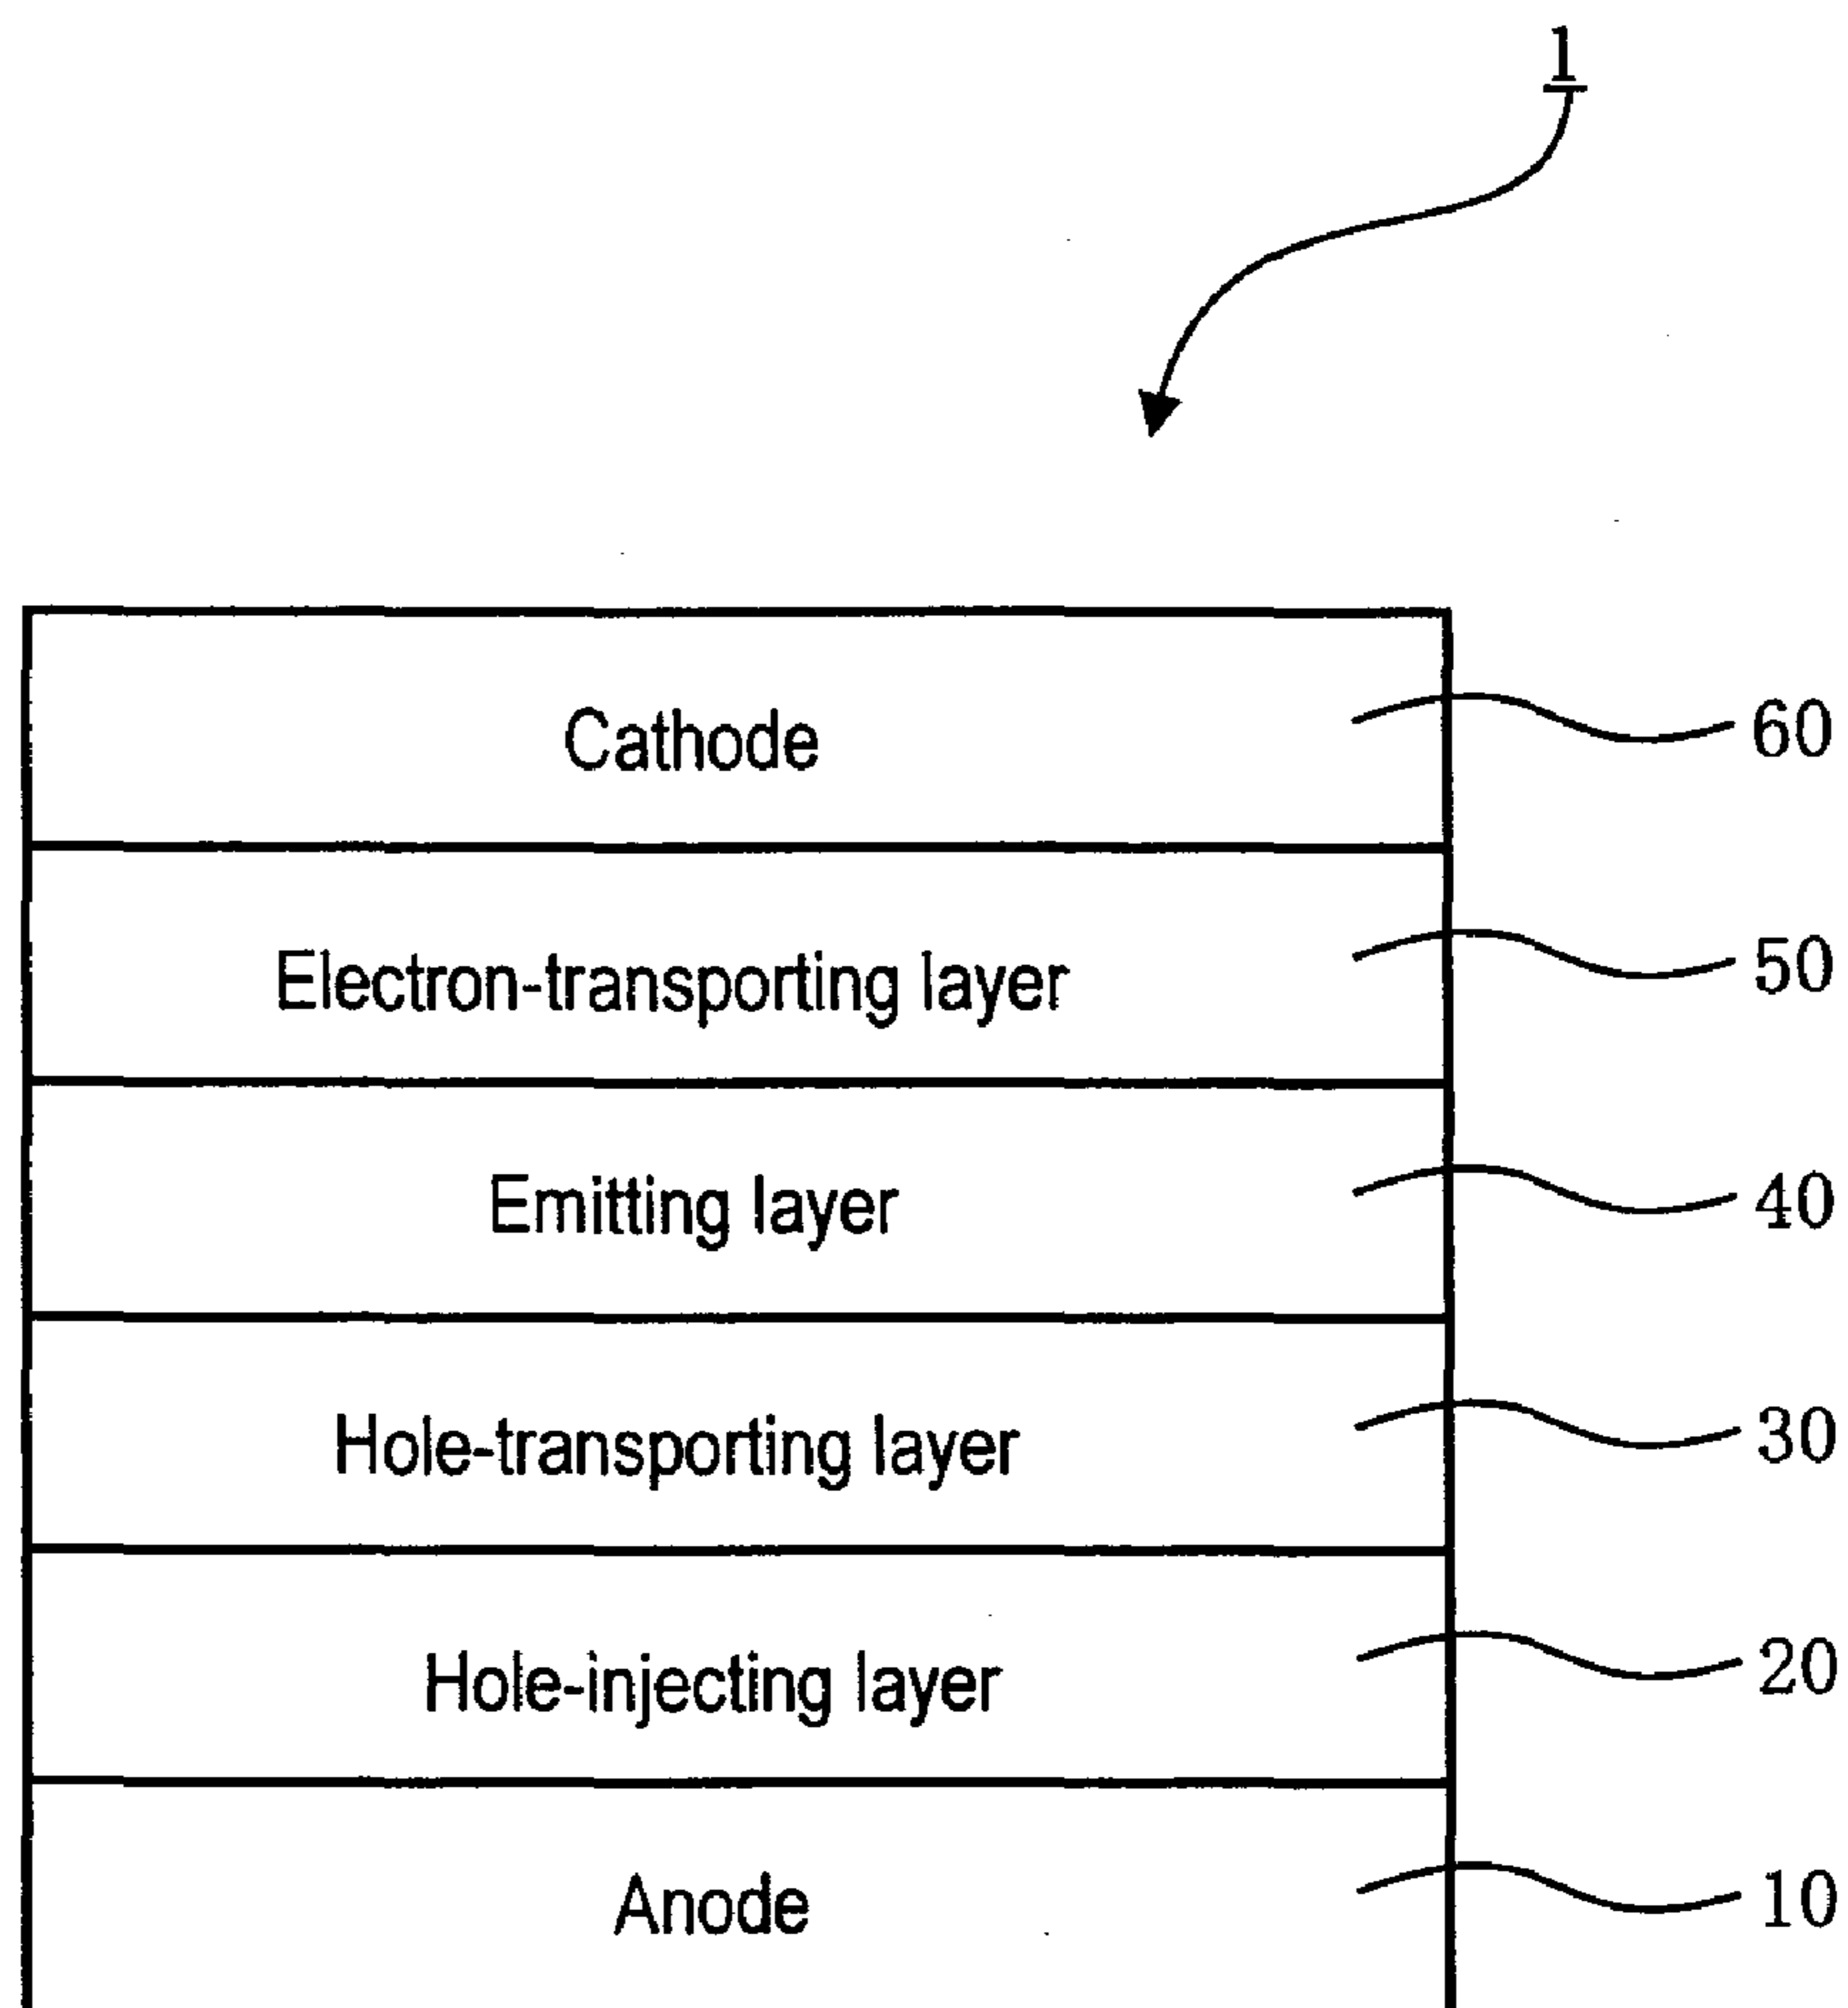 1
Cathode 60
Electron-transporting layer 50
Emitting layer 40
Hole-transporting layer 30
Hole-injecting layer 20
Anode 10